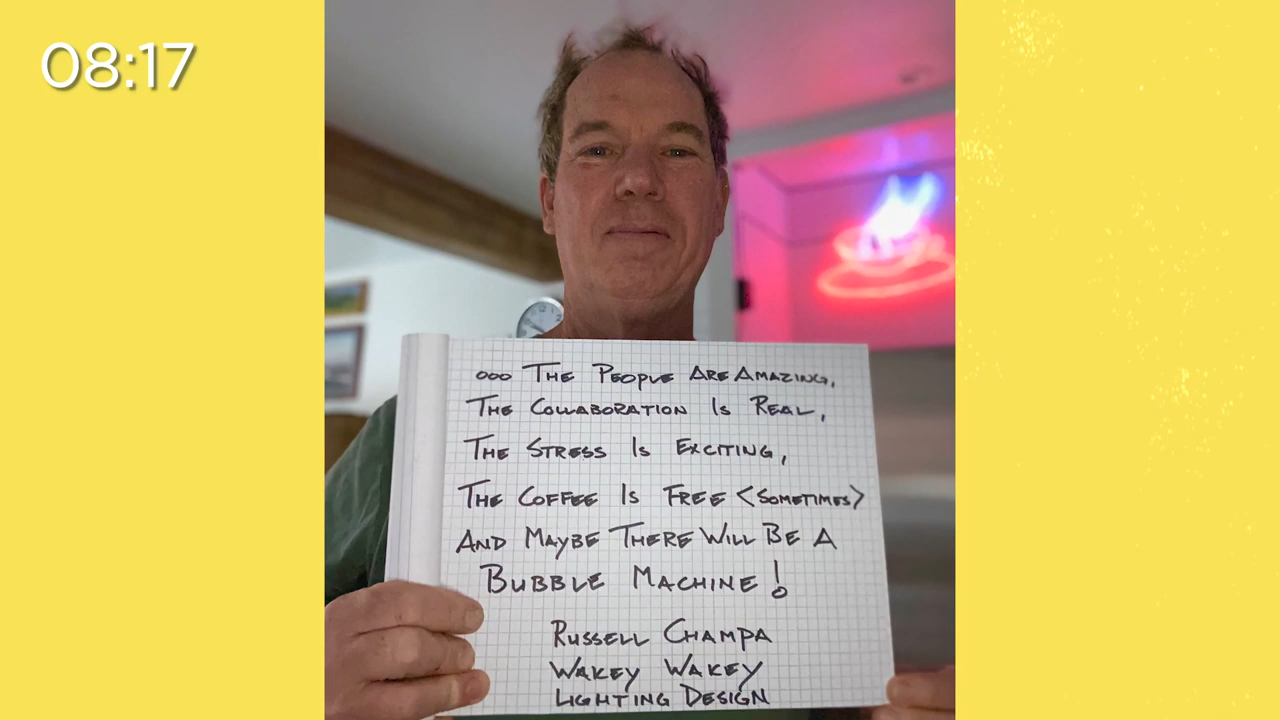 08:17
ooo The People Are Amazing,
The Collaboration Is Real,
The Stress Is Exciting,
The Coffee Is Free <Sometimes>
And Maybe There Will Be A
Bubble Machine!
Russell Champa
Wakey Wakey
Lighting Design